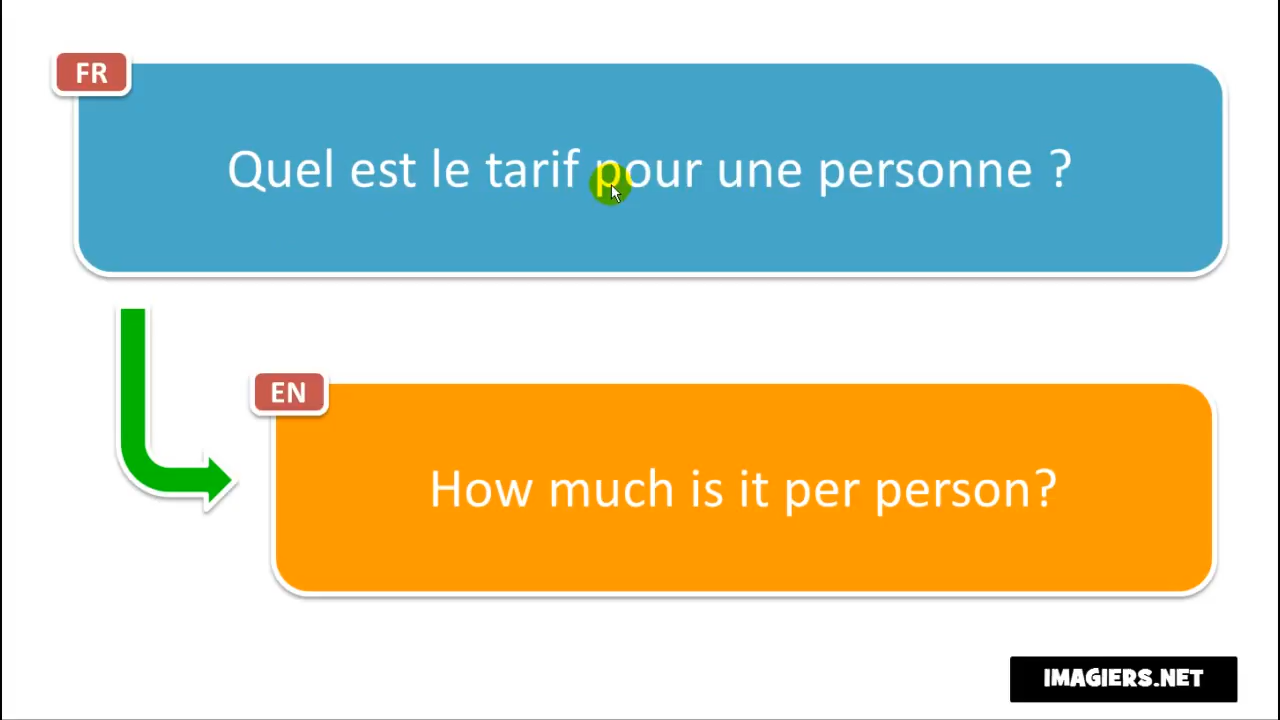 FR
Quel est le tarif pour une personne ?
EN
How much is it per person?
IMAGIERS.NET